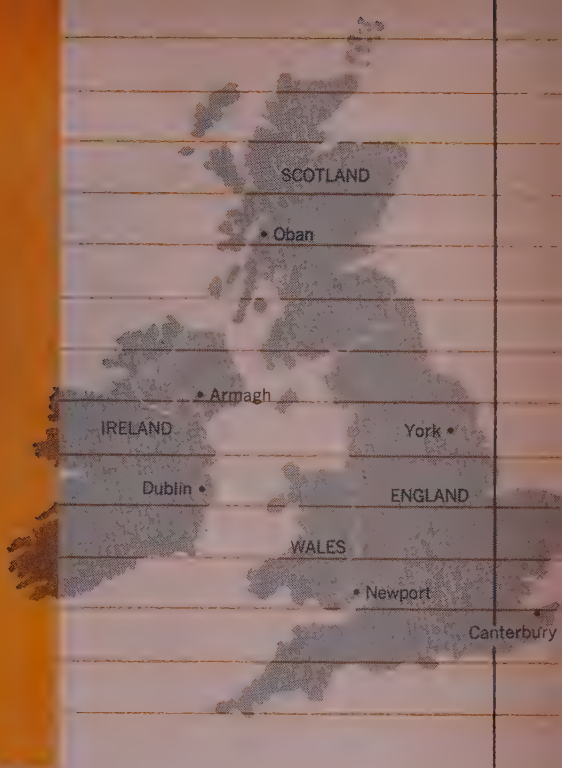 SCOTLAND
Oban
Armagh
IRELAND
York
Dublin
ENGLAND
WALES
Newport
Canterbury